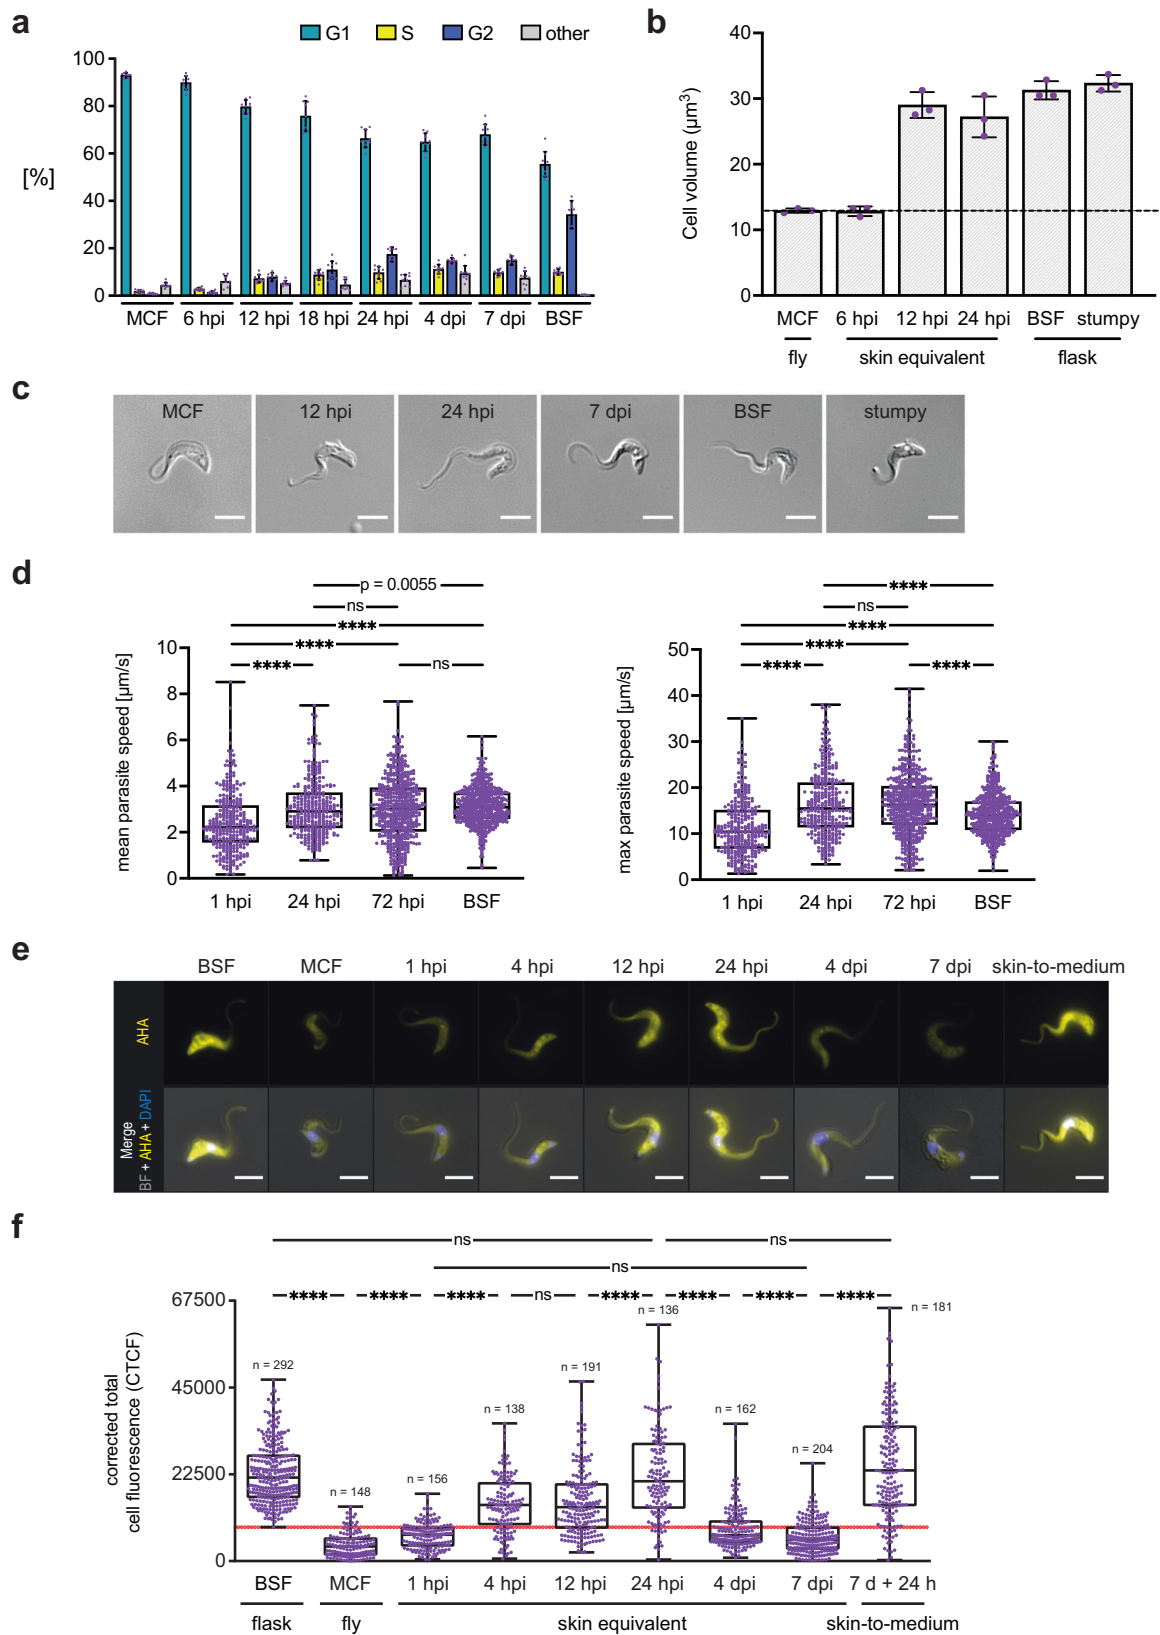 a
G1 S G2 other
100
80
60
40
20
0
[%]
MCF 6 hpi 12 hpi 18 hpi 24 hpi 4 dpi 7 dpi BSF
b
40
30
20
10
0
Cell volume (µm³)
MCF 6 hpi 12 hpi 24 hpi BSF stumpy
fly skin equivalent flask
c
MCF 12 hpi 24 hpi 7 dpi BSF stumpy
d
p = 0.0055
ns
****
****
**** ns
10
8
6
4
2
0
mean parasite speed [µm/s]
1 hpi 24 hpi 72 hpi BSF
****
ns
****
****
**** ****
50
40
30
20
10
0
max parasite speed [µm/s]
1 hpi 24 hpi 72 hpi BSF
e
BSF MCF 1 hpi 4 hpi 12 hpi 24 hpi 4 dpi 7 dpi skin-to-medium
AHA
Merge
BF + AHA + DAPI
f
ns ns
ns
**** **** **** ns **** **** **** ****
67500
45000
22500
0
corrected total
cell fluorescence (CTCF)
n = 292
n = 148
n = 156
n = 138
n = 191
n = 136
n = 162
n = 204
n = 181
BSF MCF 1 hpi 4 hpi 12 hpi 24 hpi 4 dpi 7 dpi 7 d + 24 h
flask fly skin equivalent skin-to-medium